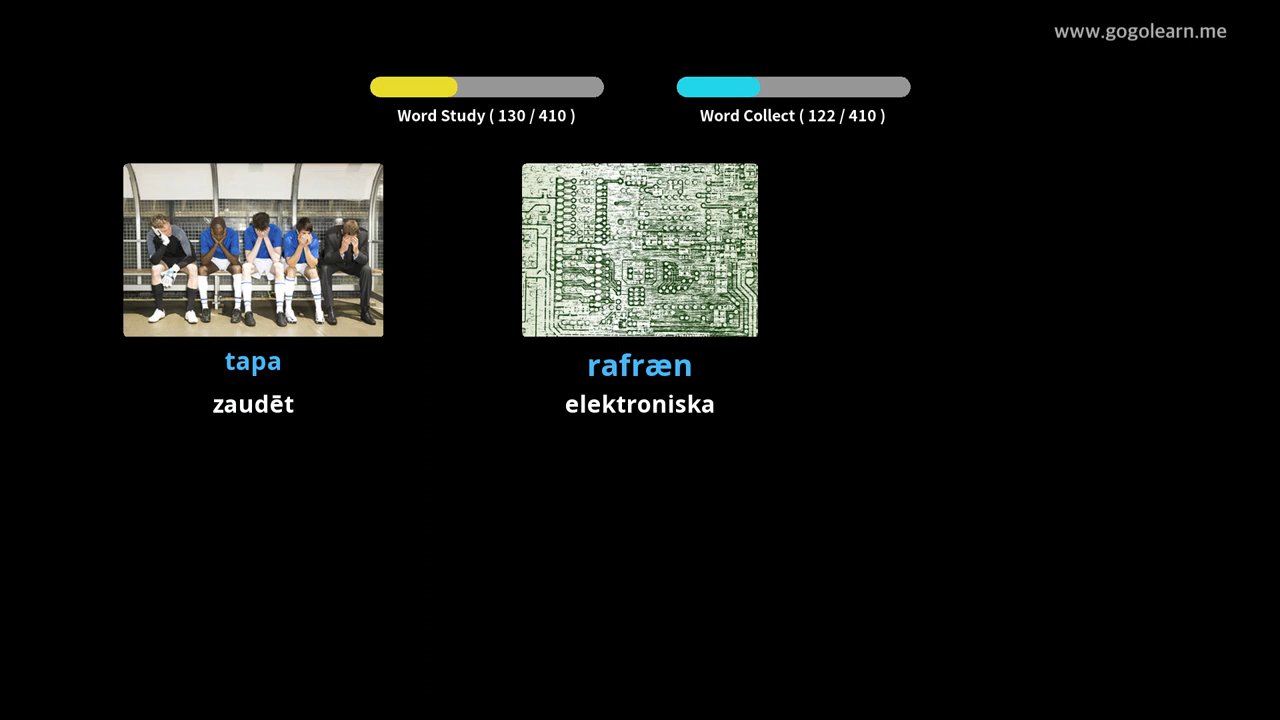 www.gogolearn.me
Word Study ( 130 / 410 )
Word Collect ( 122 / 410 )
tapa
zaudēt
rafræn
elektroniska